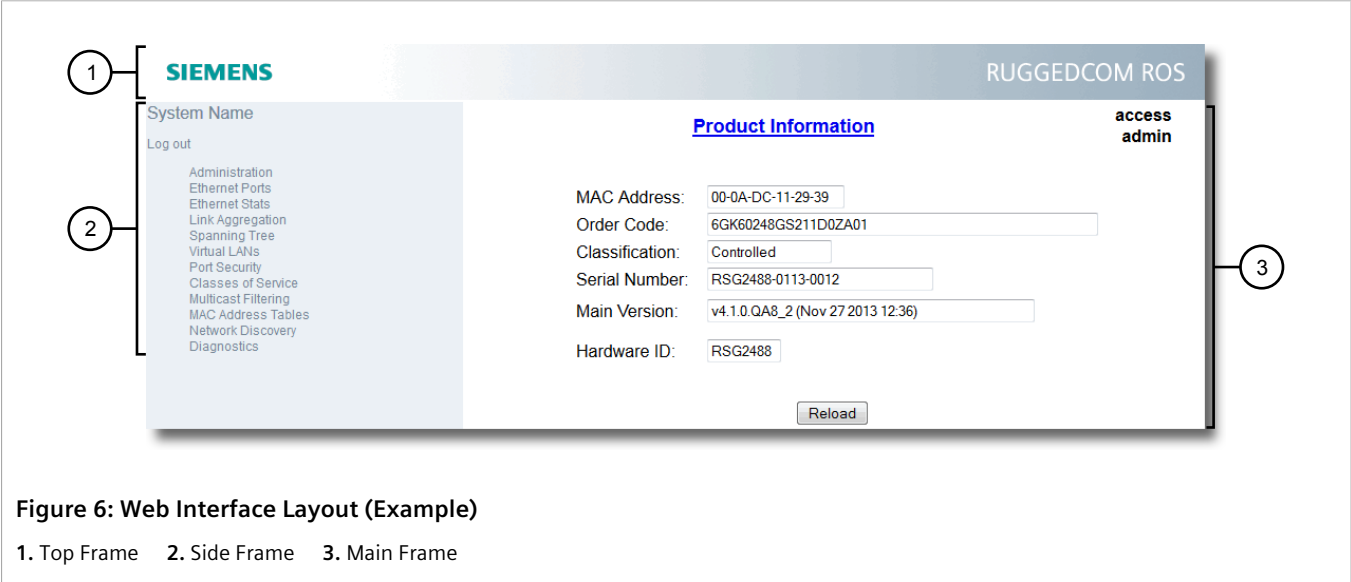 1
SIEMENS
RUGGEDCOM ROS
2
System Name
Log out
Administration
Ethernet Ports
Ethernet Stats
Link Aggregation
Spanning Tree
Virtual LANs
Port Security
Classes of Service
Multicast Filtering
MAC Address Tables
Network Discovery
Diagnostics
Product Information
access
admin
MAC Address: 00-0A-DC-11-29-39
Order Code: 6GK60248GS211D0ZA01
Classification: Controlled
Serial Number: RSG2488-0113-0012
Main Version: v4.1.0.QA8_2 (Nov 27 2013 12:36)
Hardware ID: RSG2488
Reload
3
Figure 6: Web Interface Layout (Example)
1. Top Frame 2. Side Frame 3. Main Frame